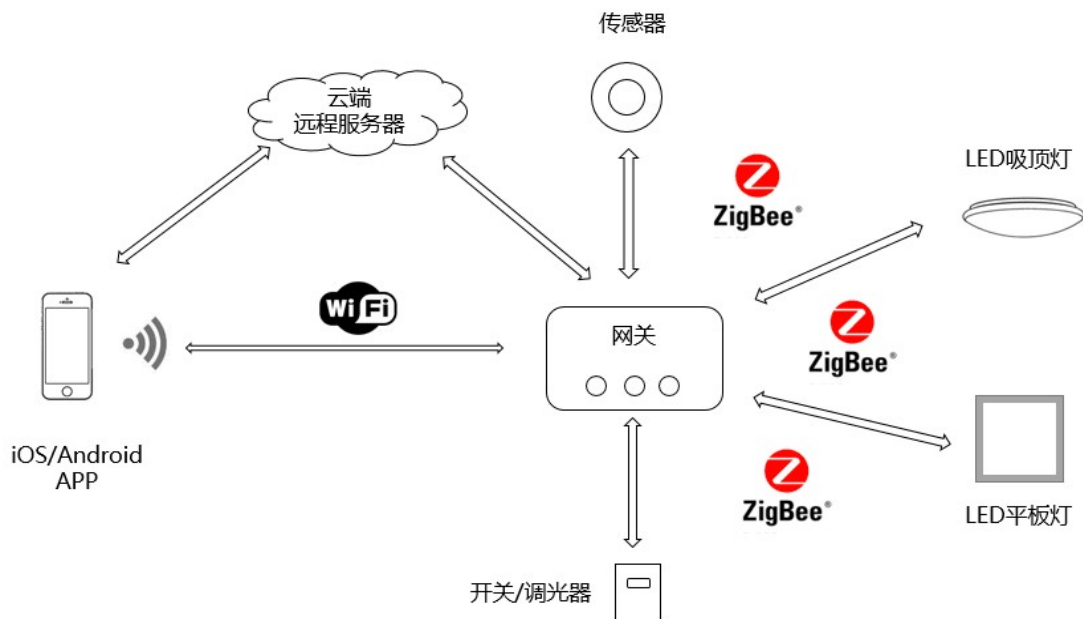 传感器
云端
远程服务器
LED吸顶灯
ZigBee®
WiFi
网关
ZigBee®
iOS/Android
APP
ZigBee®
LED平板灯
开关/调光器